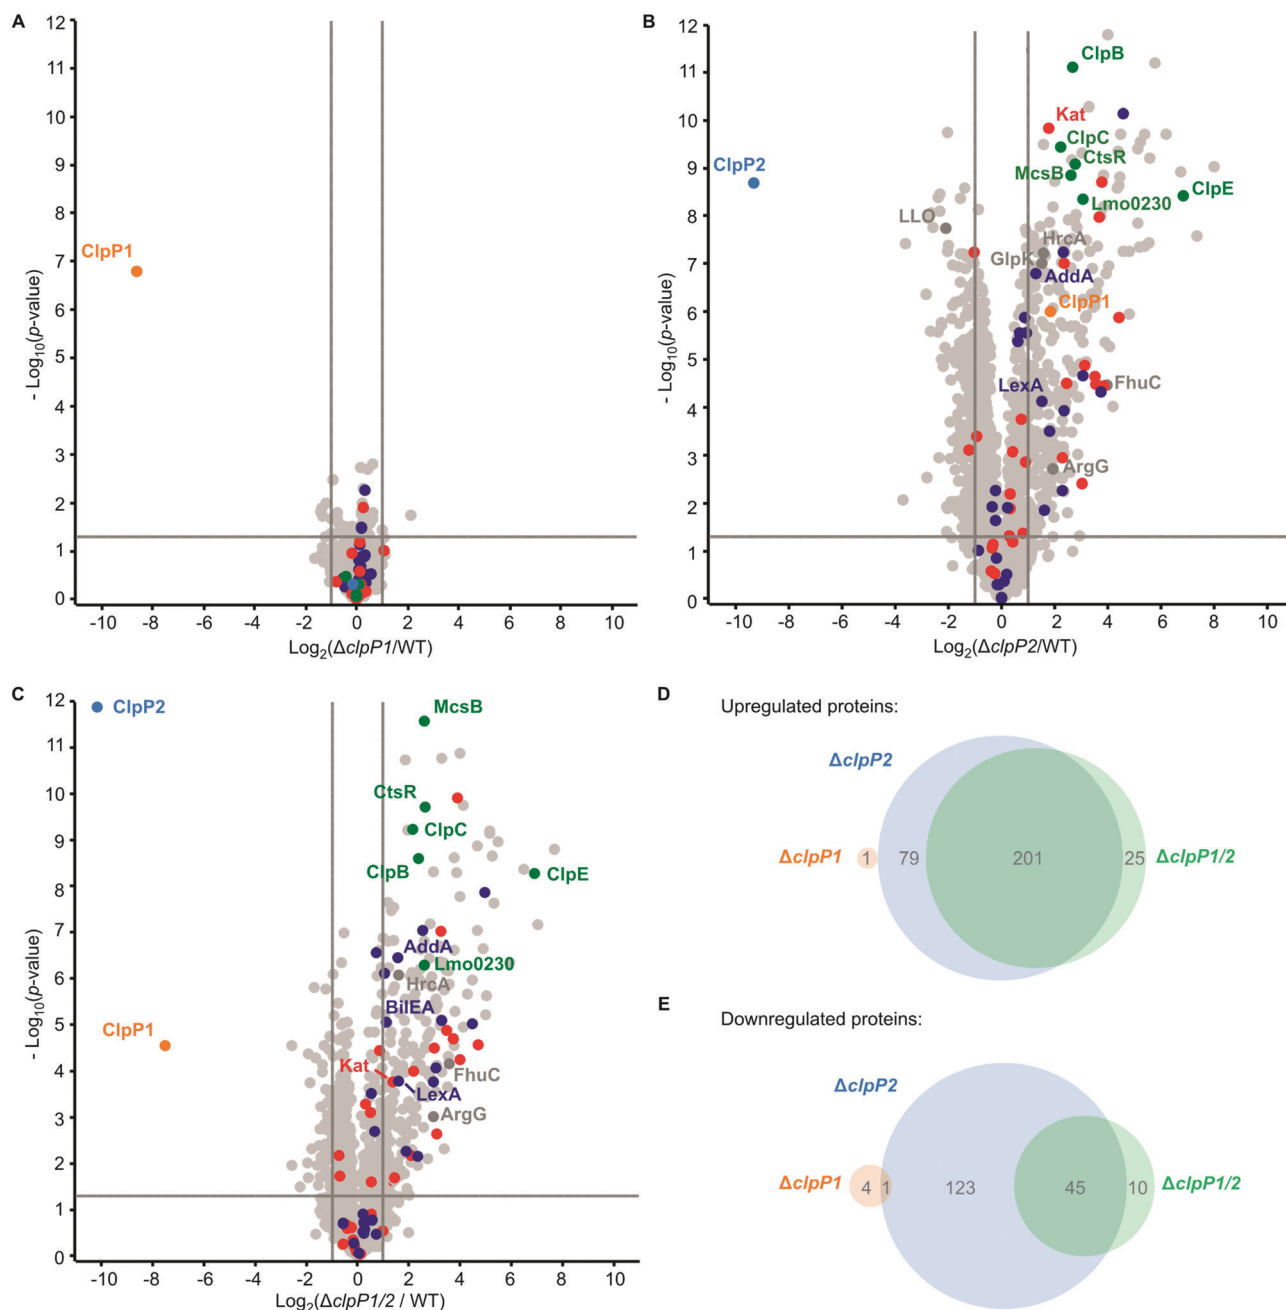 A
12
11
10
9
8
7
6
5
4
3
2
1
0
- Log10(p-value)
ClpP1
-10 -8 -6 -4 -2 0 2 4 6 8 10
Log2(ΔclpP1/WT)
B
12
11
10
9
8
7
6
5
4
3
2
1
0
- Log10(p-value)
ClpB
Kat
ClpC
CtsR
ClpP2
McsB
ClpE
Lmo0230
LLO
HrcA
GlpK
AddA
ClpP1
LexA
FhuC
ArgG
-10 -8 -6 -4 -2 0 2 4 6 8 10
Log2(ΔclpP2/WT)
C
12
11
10
9
8
7
6
5
4
3
2
1
0
- Log10(p-value)
ClpP2
McsB
CtsR
ClpC
ClpB
ClpE
AddA
Lmo0230
HrcA
BilEA
ClpP1
Kat
FhuC
LexA
ArgG
-10 -8 -6 -4 -2 0 2 4 6 8 10
Log2(ΔclpP1/2 / WT)
D
Upregulated proteins:
ΔclpP2
ΔclpP1 1 79 201 25 ΔclpP1/2
E
Downregulated proteins:
ΔclpP2
ΔclpP1 4 1 123 45 10 ΔclpP1/2